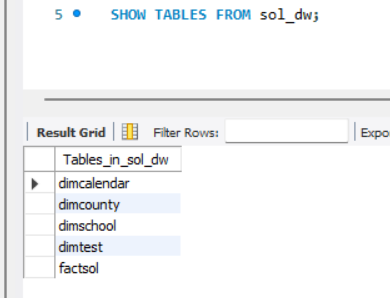 5 SHOW TABLES FROM sol_dw;
Result Grid Filter Rows: Expo
Tables_in_sol_dw
dimcalendar
dimcounty
dimschool
dimtest
factsol